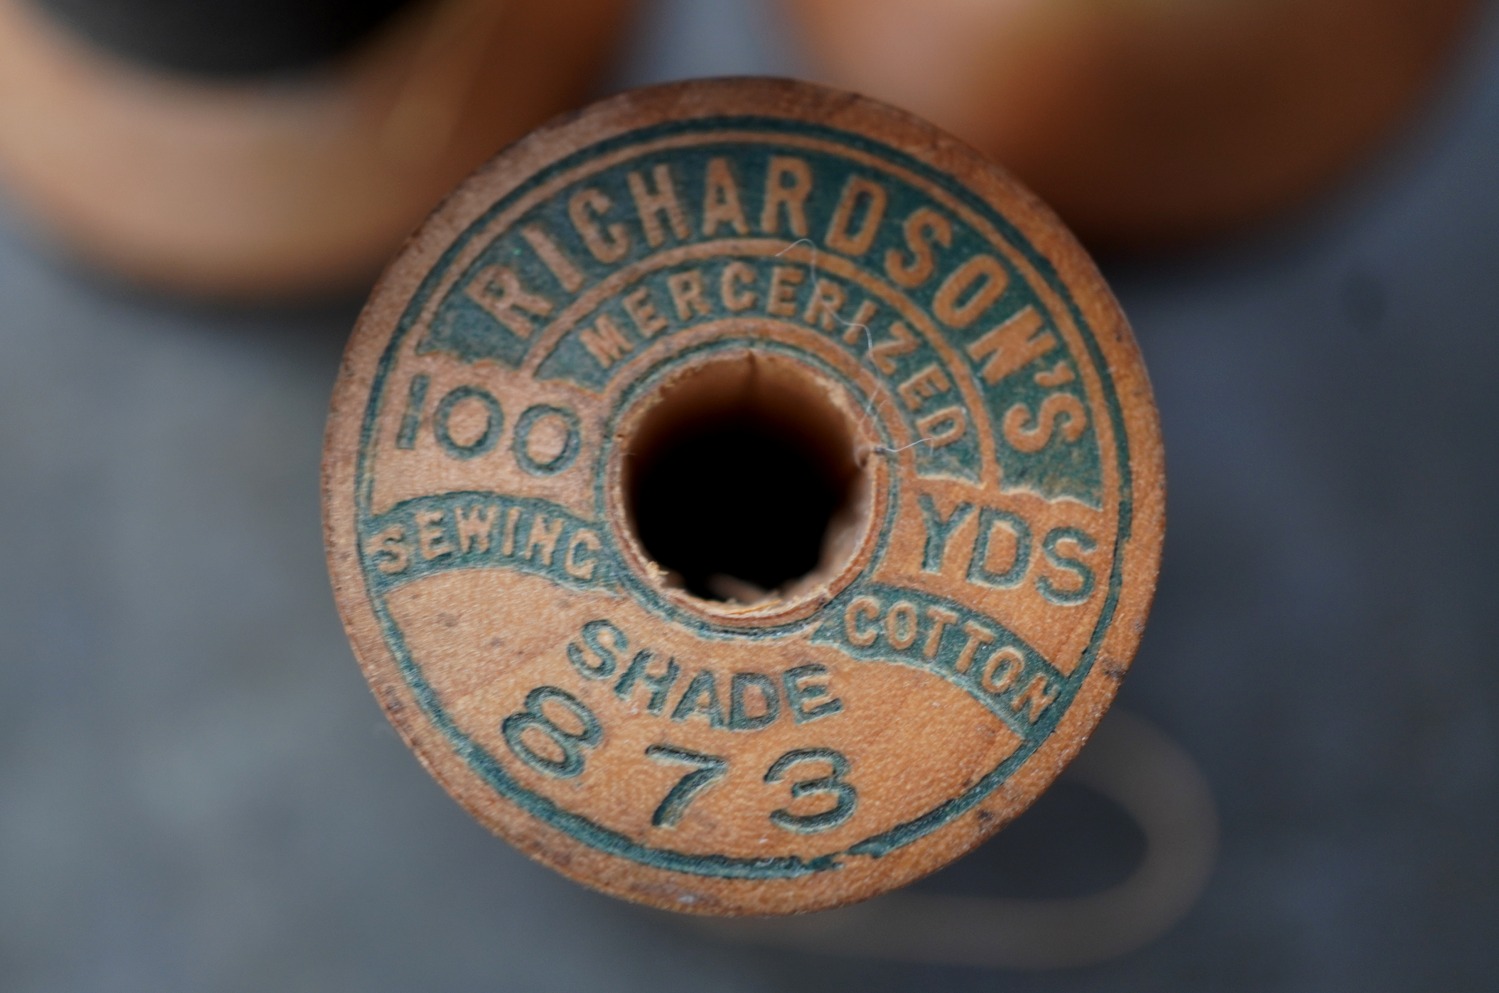 RICHARDSON'S
MERCERIZED
100 YDS
SEWING COTTON
SHADE
873